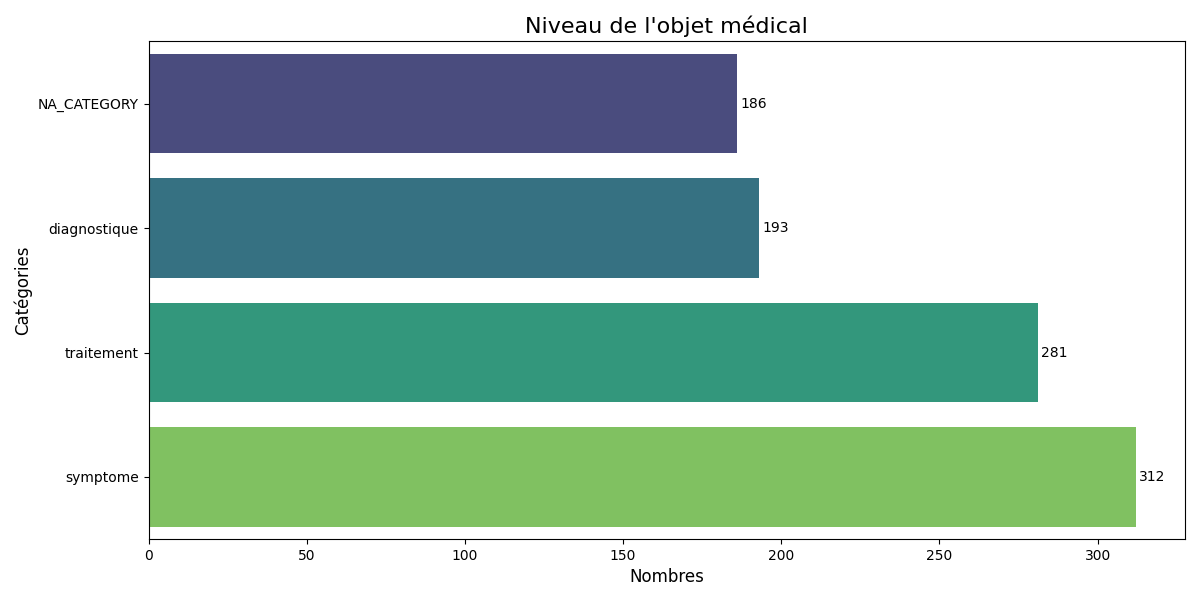 Niveau de l'objet médical
Catégories
NA_CATEGORY
186
diagnostique
193
traitement
281
symptome
312
0 50 100 150 200 250 300
Nombres